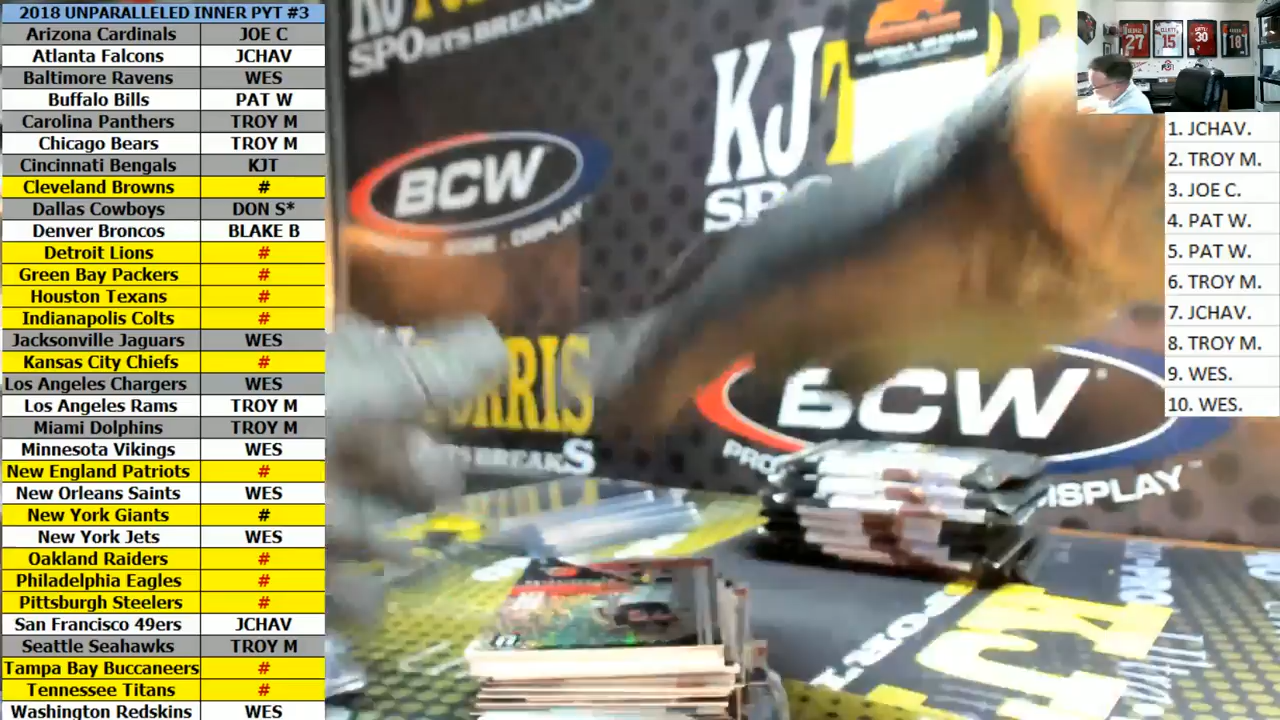 2018 UNPARALLELED INNER PYT #3
Arizona Cardinals JOE C
Atlanta Falcons JCHAV
Baltimore Ravens WES
Buffalo Bills PAT W
Carolina Panthers TROY M
Chicago Bears TROY M
Cincinnati Bengals KJT
Cleveland Browns #
Dallas Cowboys DON S*
Denver Broncos BLAKE B
Detroit Lions #
Green Bay Packers #
Houston Texans #
Indianapolis Colts #
Jacksonville Jaguars WES
Kansas City Chiefs #
Los Angeles Chargers WES
Los Angeles Rams TROY M
Miami Dolphins TROY M
Minnesota Vikings WES
New England Patriots #
New Orleans Saints WES
New York Giants #
New York Jets WES
Oakland Raiders #
Philadelphia Eagles #
Pittsburgh Steelers #
San Francisco 49ers JCHAV
Seattle Seahawks TROY M
Tampa Bay Buccaneers #
Tennessee Titans #
Washington Redskins WES
SPORTS BREAKS
BCW
KJ
BCW
DISPLAY
27
15
30
18
1. JCHAV.
2. TROY M.
3. JOE C.
4. PAT W.
5. PAT W.
6. TROY M.
7. JCHAV.
8. TROY M.
9. WES.
10. WES.